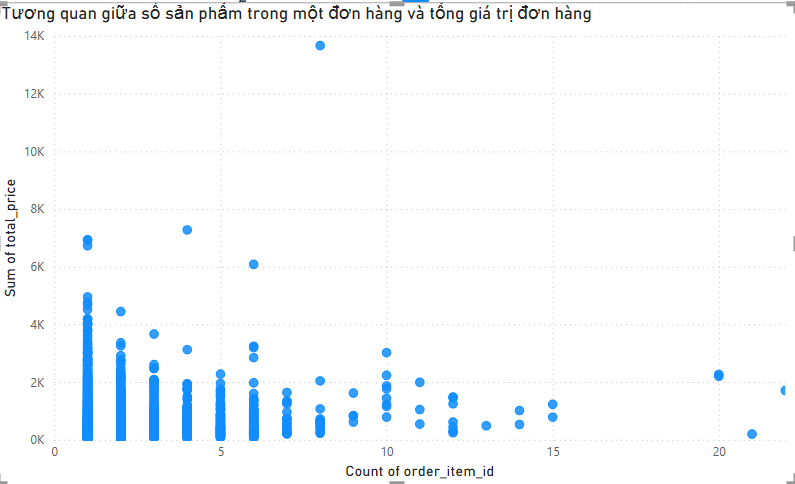 Tương quan giữa số sản phẩm trong một đơn hàng và tổng giá trị đơn hàng
14K
12K
10K
8K
6K
4K
2K
0K
Sum of total_price
0
5
10
15
20
Count of order_item_id